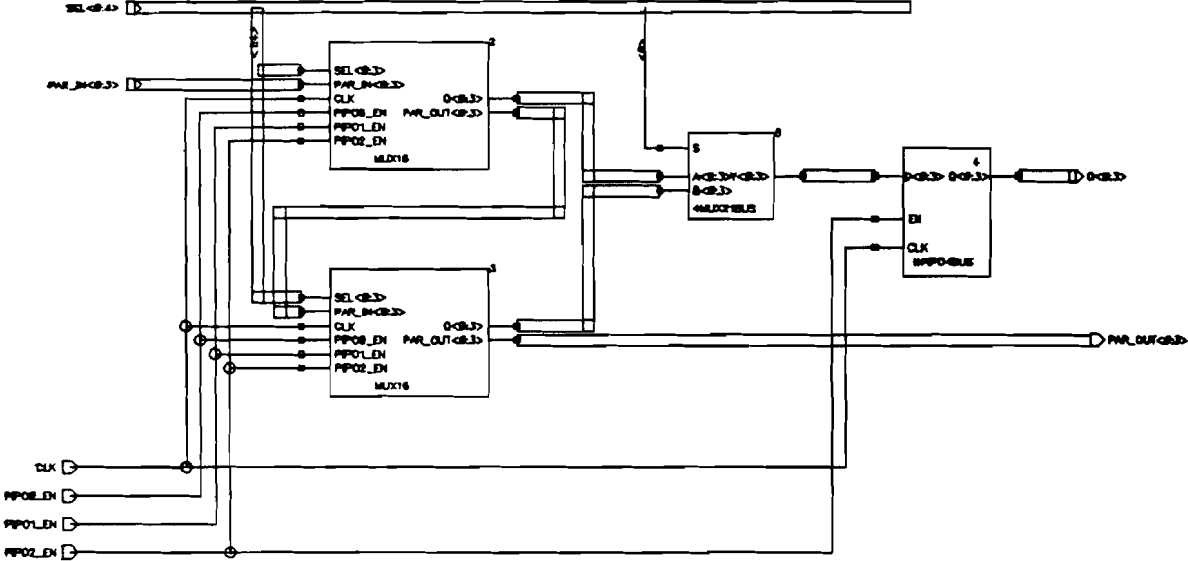 SEL<0:4>
2
SEL<0:3>
PAR_IN<0:3>
PAR_IN<0:3>
CLK
O<0:3>
PIPO0_EN
PAR_OUT<0:3>
PIPO1_EN
PIPO2_EN
MUX16
5
S
A<0:3>Y<0:3>
B<0:3>
4MUX21BUS
4
D<0:3> Q<0:3>
O<0:3>
EN
CLK
3
SEL<0:3>
PAR_IN<0:3>
CLK
O<0:3>
PIPO0_EN
PAR_OUT<0:3>
PAR_OUT<0:3>
PIPO1_EN
PIPO2_EN
MUX16
CLK
PIPO0_EN
PIPO1_EN
PIPO2_EN